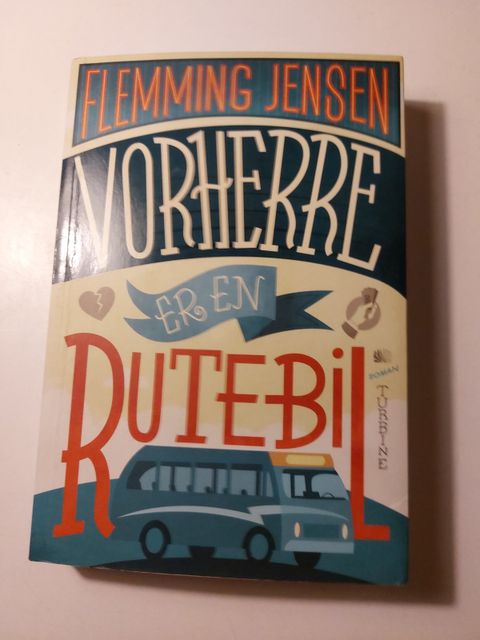 FLEMMING JENSEN
VORHERRE
ER EN
RUTEBiL
ROMAN
TURBINE